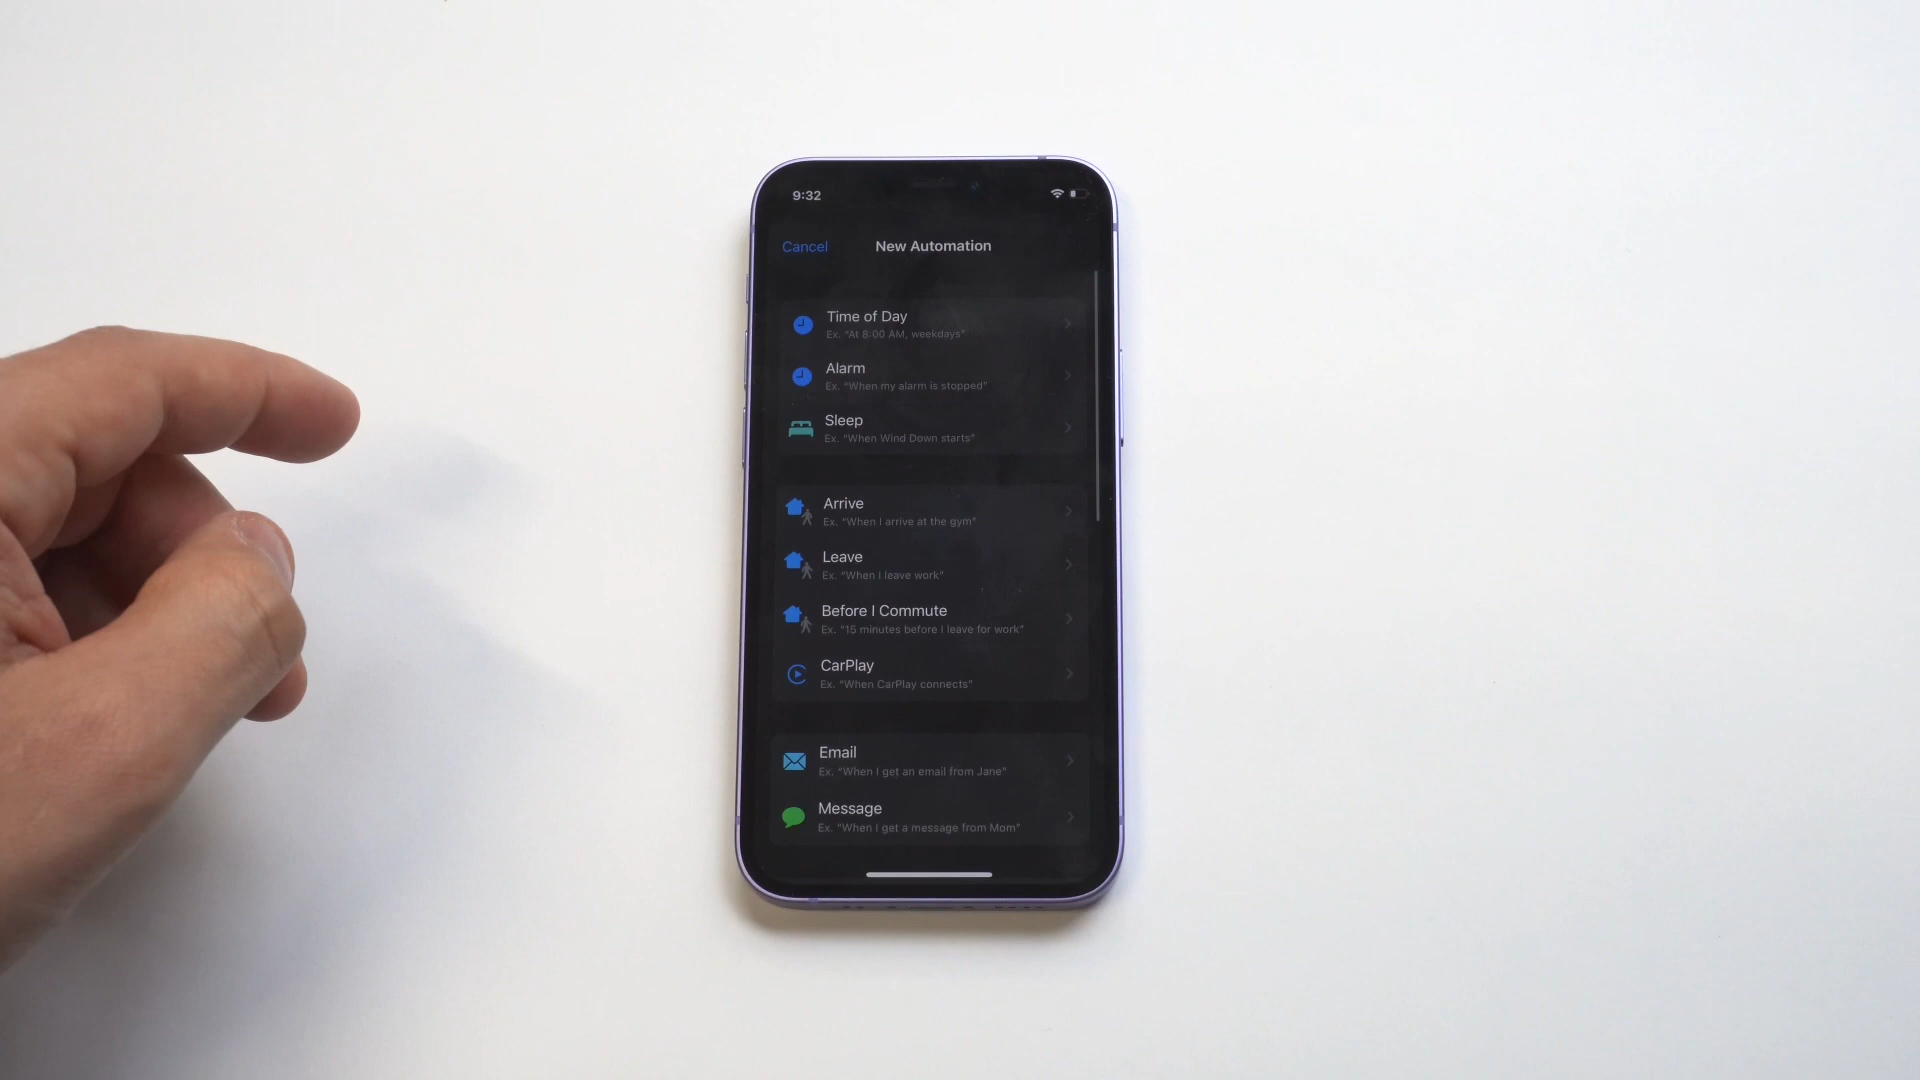 9:32
Cancel
New Automation
Time of Day
Ex. “At 8:00 AM, weekdays”
Alarm
Ex. “When my alarm is stopped”
Sleep
Ex. “When Wind Down starts”
Arrive
Ex. “When I arrive at the gym”
Leave
Ex. “When I leave work”
Before I Commute
Ex. “15 minutes before I leave for work”
CarPlay
Ex. “When CarPlay connects”
Email
Ex. “When I get an email from Jane”
Message
Ex. “When I get a message from Mom”